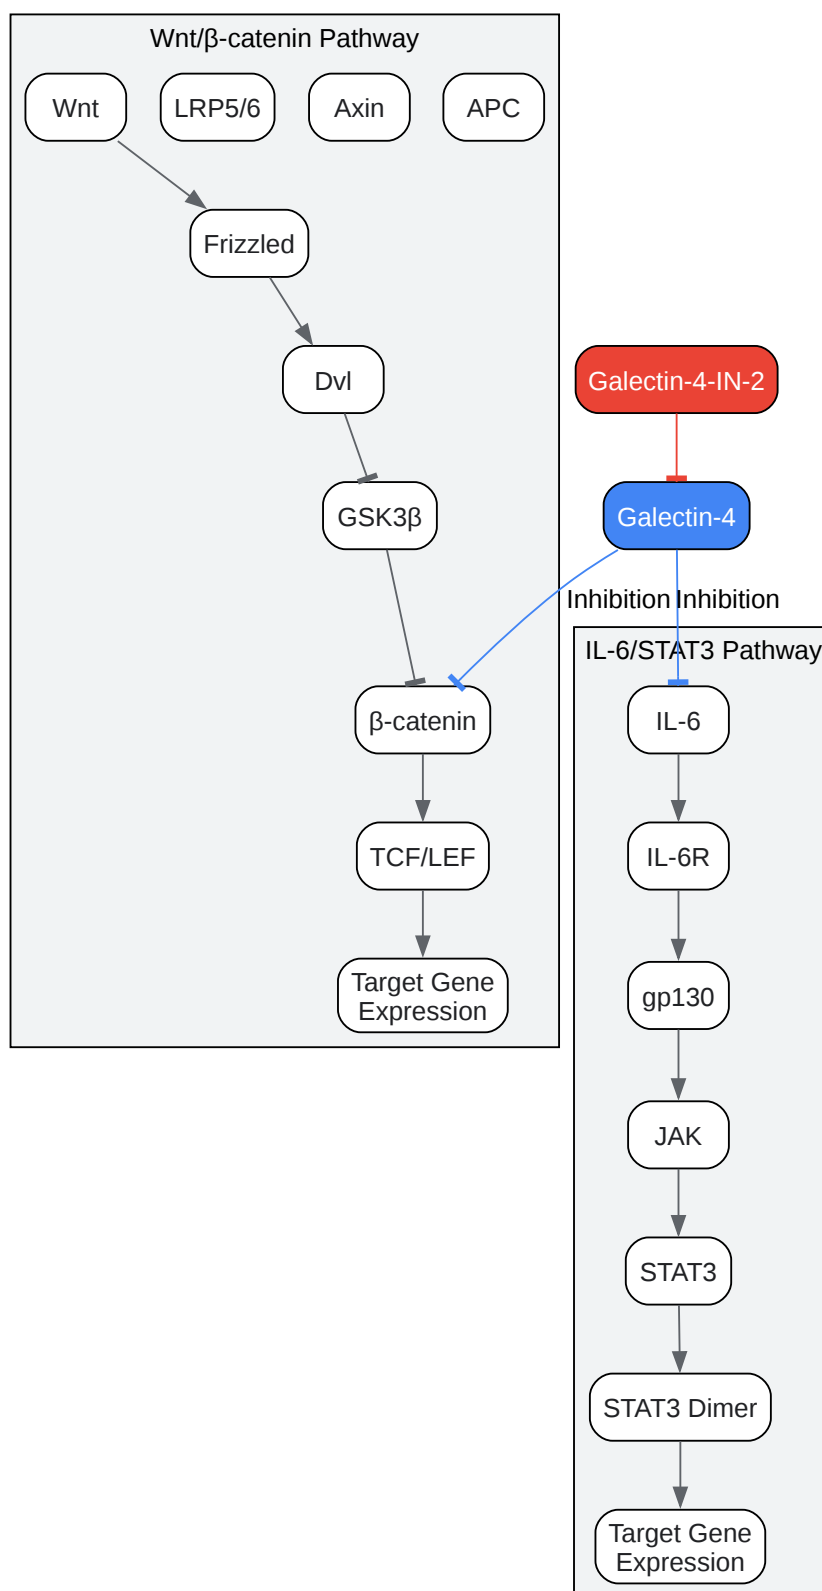 Wnt/β-catenin Pathway
Wnt
LRP5/6
Axin
APC
Frizzled
Dvl
Galectin-4-IN-2
GSK3β
Galectin-4
Inhibition
Inhibition
IL-6/STAT3 Pathway
β-catenin
IL-6
TCF/LEF
IL-6R
Target Gene
Expression
gp130
JAK
STAT3
STAT3 Dimer
Target Gene
Expression